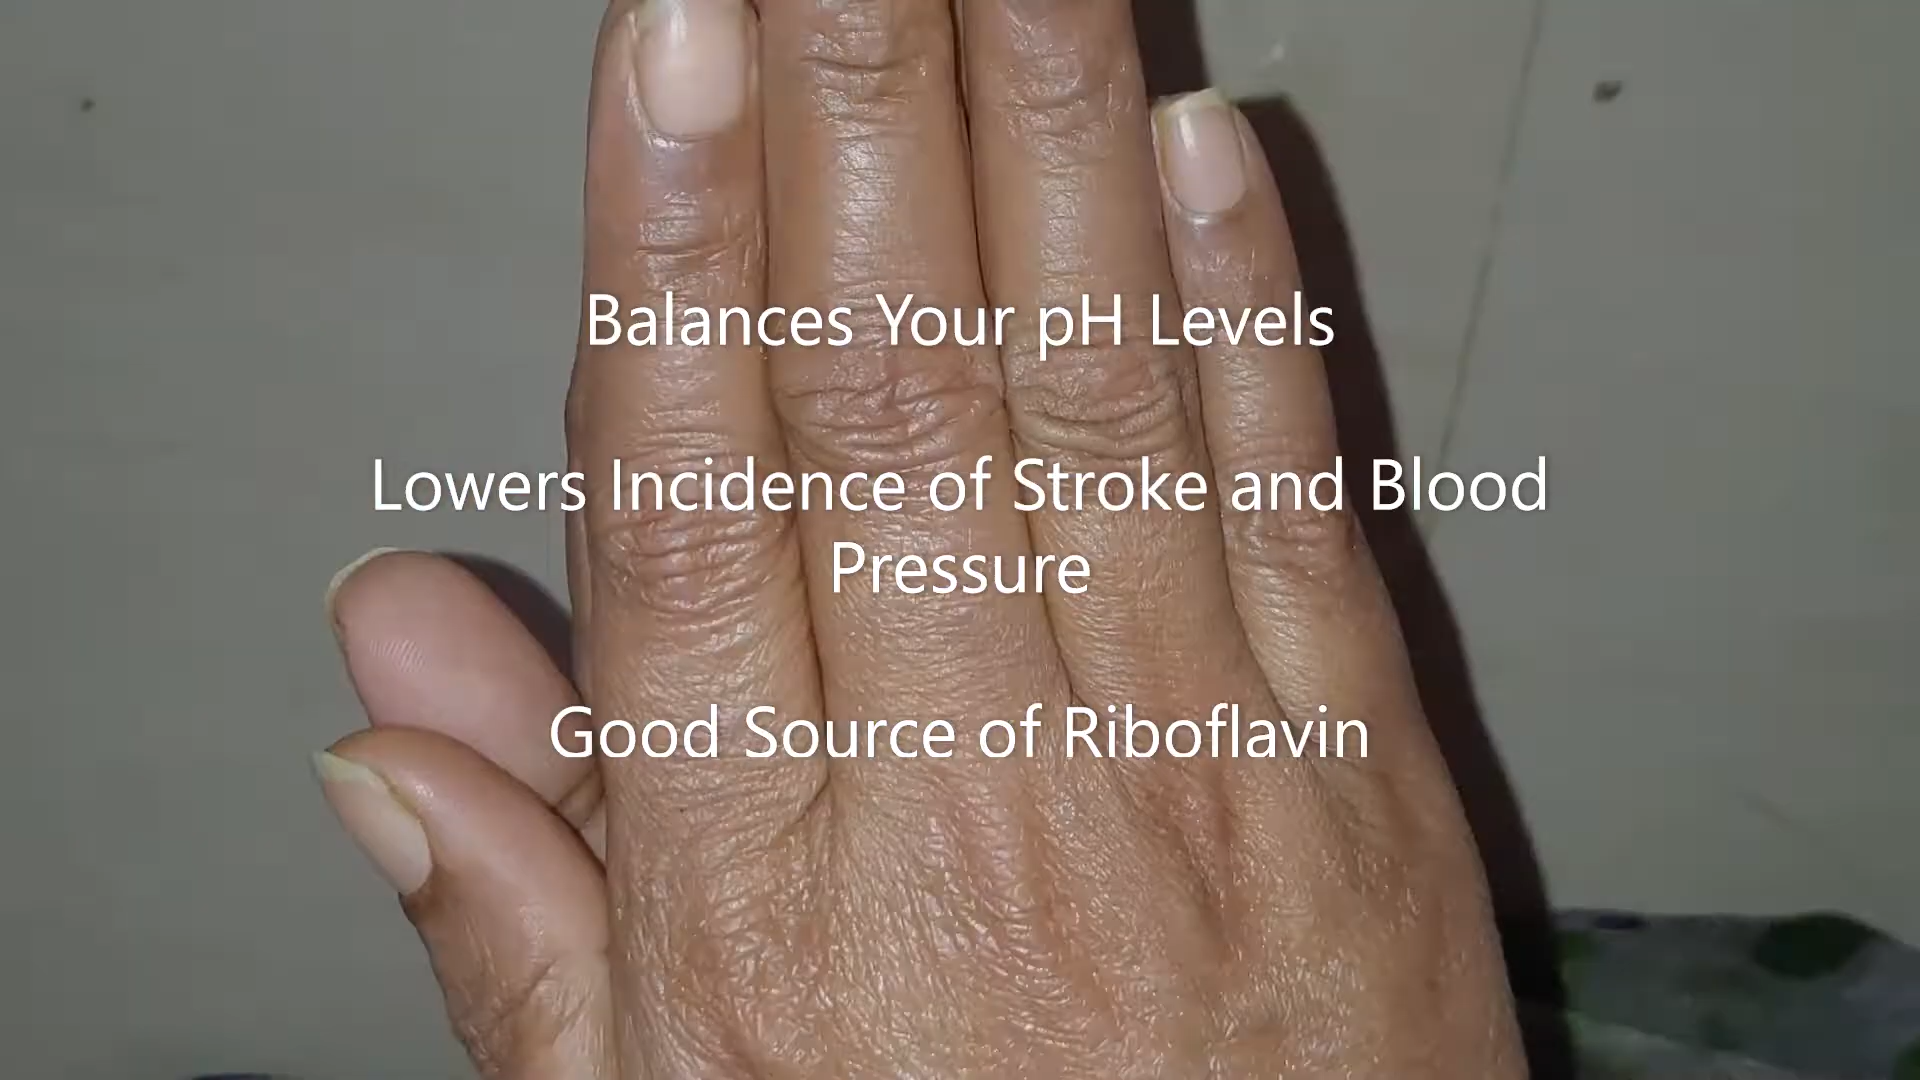 Balances Your pH Levels
Lowers Incidence of Stroke and Blood
Pressure
Good Source of Riboflavin